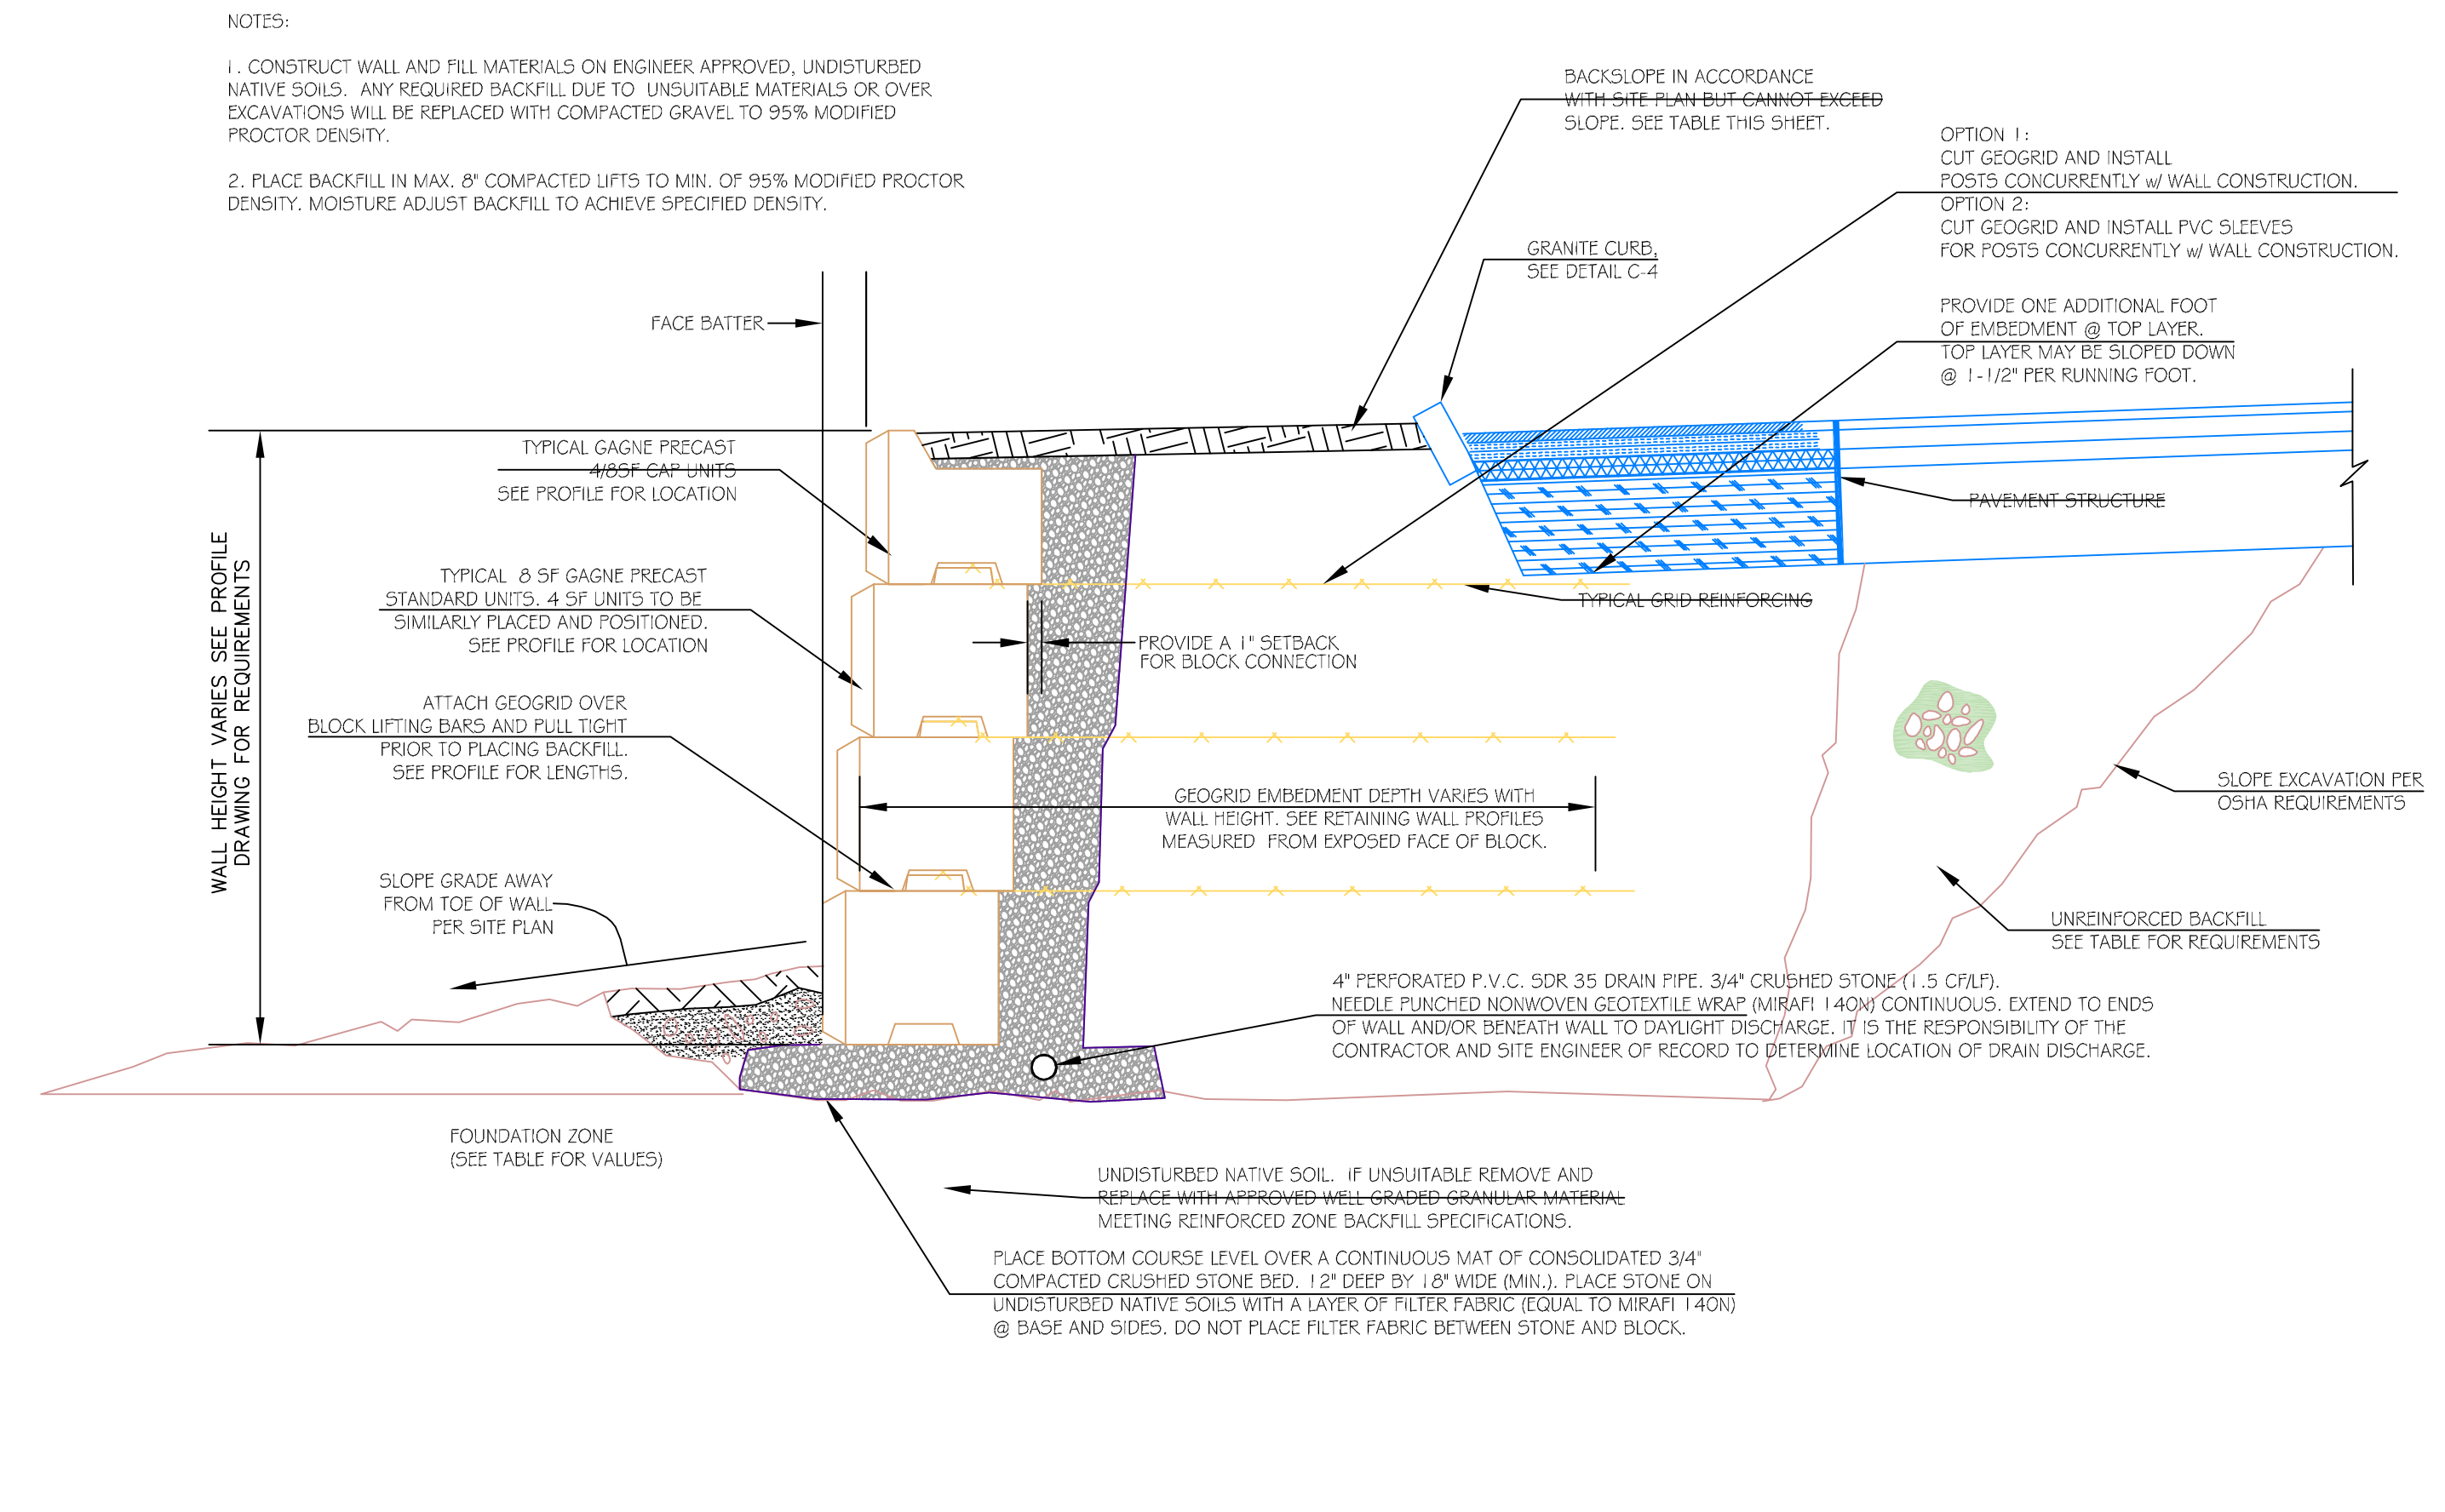 NOTES:
1. CONSTRUCT WALL AND FILL MATERIALS ON ENGINEER APPROVED, UNDISTURBED
NATIVE SOILS. ANY REQUIRED BACKFILL DUE TO UNSUITABLE MATERIALS OR OVER
EXCAVATIONS WILL BE REPLACED WITH COMPACTED GRAVEL TO 95% MODIFIED
PROCTOR DENSITY.
2. PLACE BACKFILL IN MAX. 8" COMPACTED LIFTS TO MIN. OF 95% MODIFIED PROCTOR
DENSITY. MOISTURE ADJUST BACKFILL TO ACHIEVE SPECIFIED DENSITY.
BACKSLOPE IN ACCORDANCE
WITH SITE PLAN BUT CANNOT EXCEED
SLOPE. SEE TABLE THIS SHEET.
OPTION 1:
CUT GEOGRID AND INSTALL
POSTS CONCURRENTLY w/ WALL CONSTRUCTION.
OPTION 2:
CUT GEOGRID AND INSTALL PVC SLEEVES
FOR POSTS CONCURRENTLY w/ WALL CONSTRUCTION.
GRANITE CURB,
SEE DETAIL C-4
PROVIDE ONE ADDITIONAL FOOT
OF EMBEDMENT @ TOP LAYER.
TOP LAYER MAY BE SLOPED DOWN
@ 1-1/2" PER RUNNING FOOT.
FACE BATTER
TYPICAL GAGNE PRECAST
4/8SF CAP UNITS
SEE PROFILE FOR LOCATION
PAVEMENT STRUCTURE
TYPICAL 8 SF GAGNE PRECAST
STANDARD UNITS. 4 SF UNITS TO BE
SIMILARLY PLACED AND POSITIONED.
SEE PROFILE FOR LOCATION
TYPICAL GRID REINFORCING
PROVIDE A 1" SETBACK
FOR BLOCK CONNECTION
WALL HEIGHT VARIES SEE PROFILE
DRAWING FOR REQUIREMENTS
ATTACH GEOGRID OVER
BLOCK LIFTING BARS AND PULL TIGHT
PRIOR TO PLACING BACKFILL.
SEE PROFILE FOR LENGTHS.
GEOGRID EMBEDMENT DEPTH VARIES WITH
WALL HEIGHT. SEE RETAINING WALL PROFILES
MEASURED FROM EXPOSED FACE OF BLOCK.
SLOPE EXCAVATION PER
OSHA REQUIREMENTS
SLOPE GRADE AWAY
FROM TOE OF WALL
PER SITE PLAN
UNREINFORCED BACKFILL
SEE TABLE FOR REQUIREMENTS
4" PERFORATED P.V.C. SDR 35 DRAIN PIPE. 3/4" CRUSHED STONE (1.5 CF/LF).
NEEDLE PUNCHED NONWOVEN GEOTEXTILE WRAP (MIRAFI 140N) CONTINUOUS. EXTEND TO ENDS
OF WALL AND/OR BENEATH WALL TO DAYLIGHT DISCHARGE. IT IS THE RESPONSIBILITY OF THE
CONTRACTOR AND SITE ENGINEER OF RECORD TO DETERMINE LOCATION OF DRAIN DISCHARGE.
FOUNDATION ZONE
(SEE TABLE FOR VALUES)
UNDISTURBED NATIVE SOIL. IF UNSUITABLE REMOVE AND
REPLACE WITH APPROVED WELL GRADED GRANULAR MATERIAL
MEETING REINFORCED ZONE BACKFILL SPECIFICATIONS.
PLACE BOTTOM COURSE LEVEL OVER A CONTINUOUS MAT OF CONSOLIDATED 3/4"
COMPACTED CRUSHED STONE BED. 12" DEEP BY 18" WIDE (MIN.). PLACE STONE ON
UNDISTURBED NATIVE SOILS WITH A LAYER OF FILTER FABRIC (EQUAL TO MIRAFI 140N)
@ BASE AND SIDES. DO NOT PLACE FILTER FABRIC BETWEEN STONE AND BLOCK.